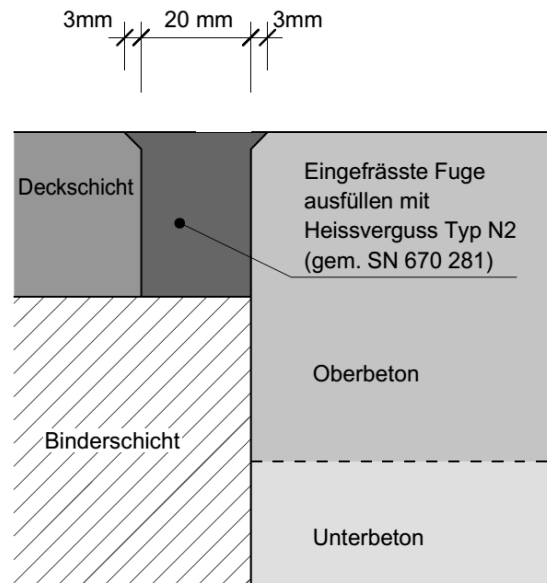 3mm 20 mm 3mm
Deckschicht
Eingefrässte Fuge
ausfüllen mit
Heissverguss Typ N2
(gem. SN 670 281)
Oberbeton
Binderschicht
Unterbeton